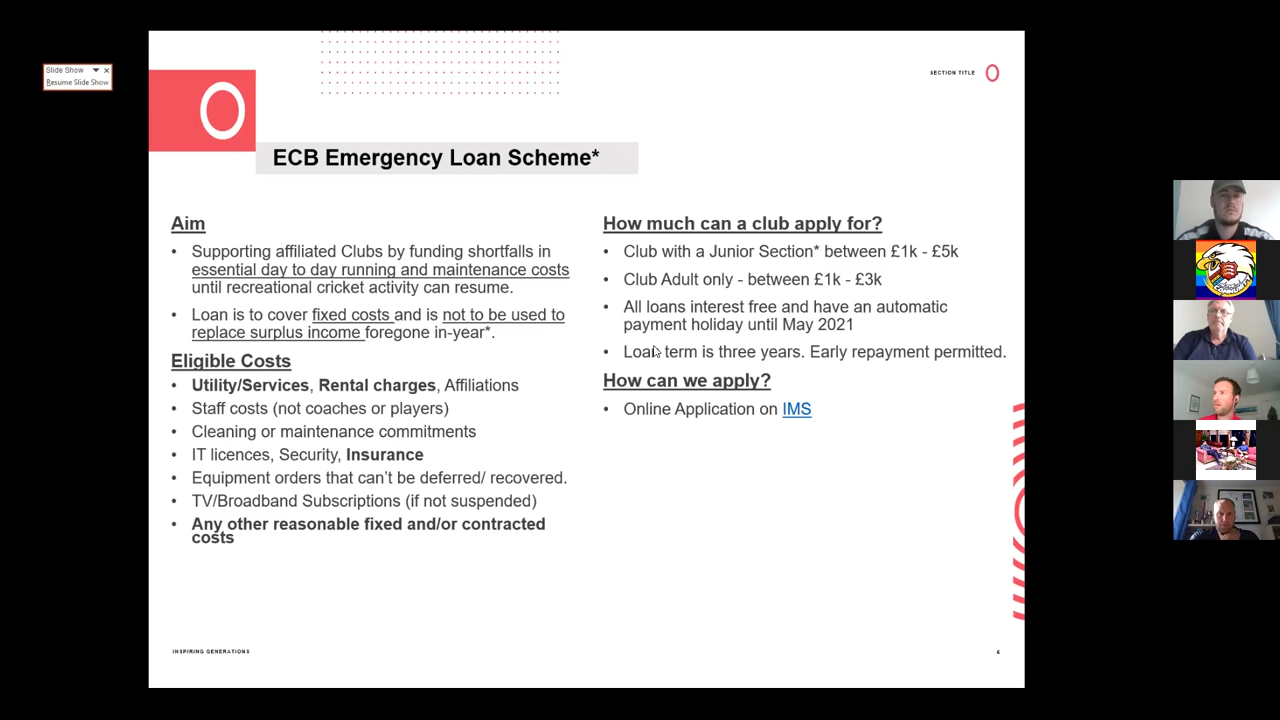 Slide Show
Resume Slide Show
SECTION TITLE
ECB Emergency Loan Scheme*
Aim
• Supporting affiliated Clubs by funding shortfalls in
essential day to day running and maintenance costs
until recreational cricket activity can resume.
• Loan is to cover fixed costs and is not to be used to
replace surplus income foregone in-year*.
Eligible Costs
• Utility/Services, Rental charges, Affiliations
• Staff costs (not coaches or players)
• Cleaning or maintenance commitments
• IT licences, Security, Insurance
• Equipment orders that can't be deferred/ recovered.
• TV/Broadband Subscriptions (if not suspended)
• Any other reasonable fixed and/or contracted
costs
How much can a club apply for?
• Club with a Junior Section* between £1k - £5k
• Club Adult only - between £1k - £3k
• All loans interest free and have an automatic
payment holiday until May 2021
• Loan term is three years. Early repayment permitted.
How can we apply?
• Online Application on IMS
INSPIRING GENERATIONS
6